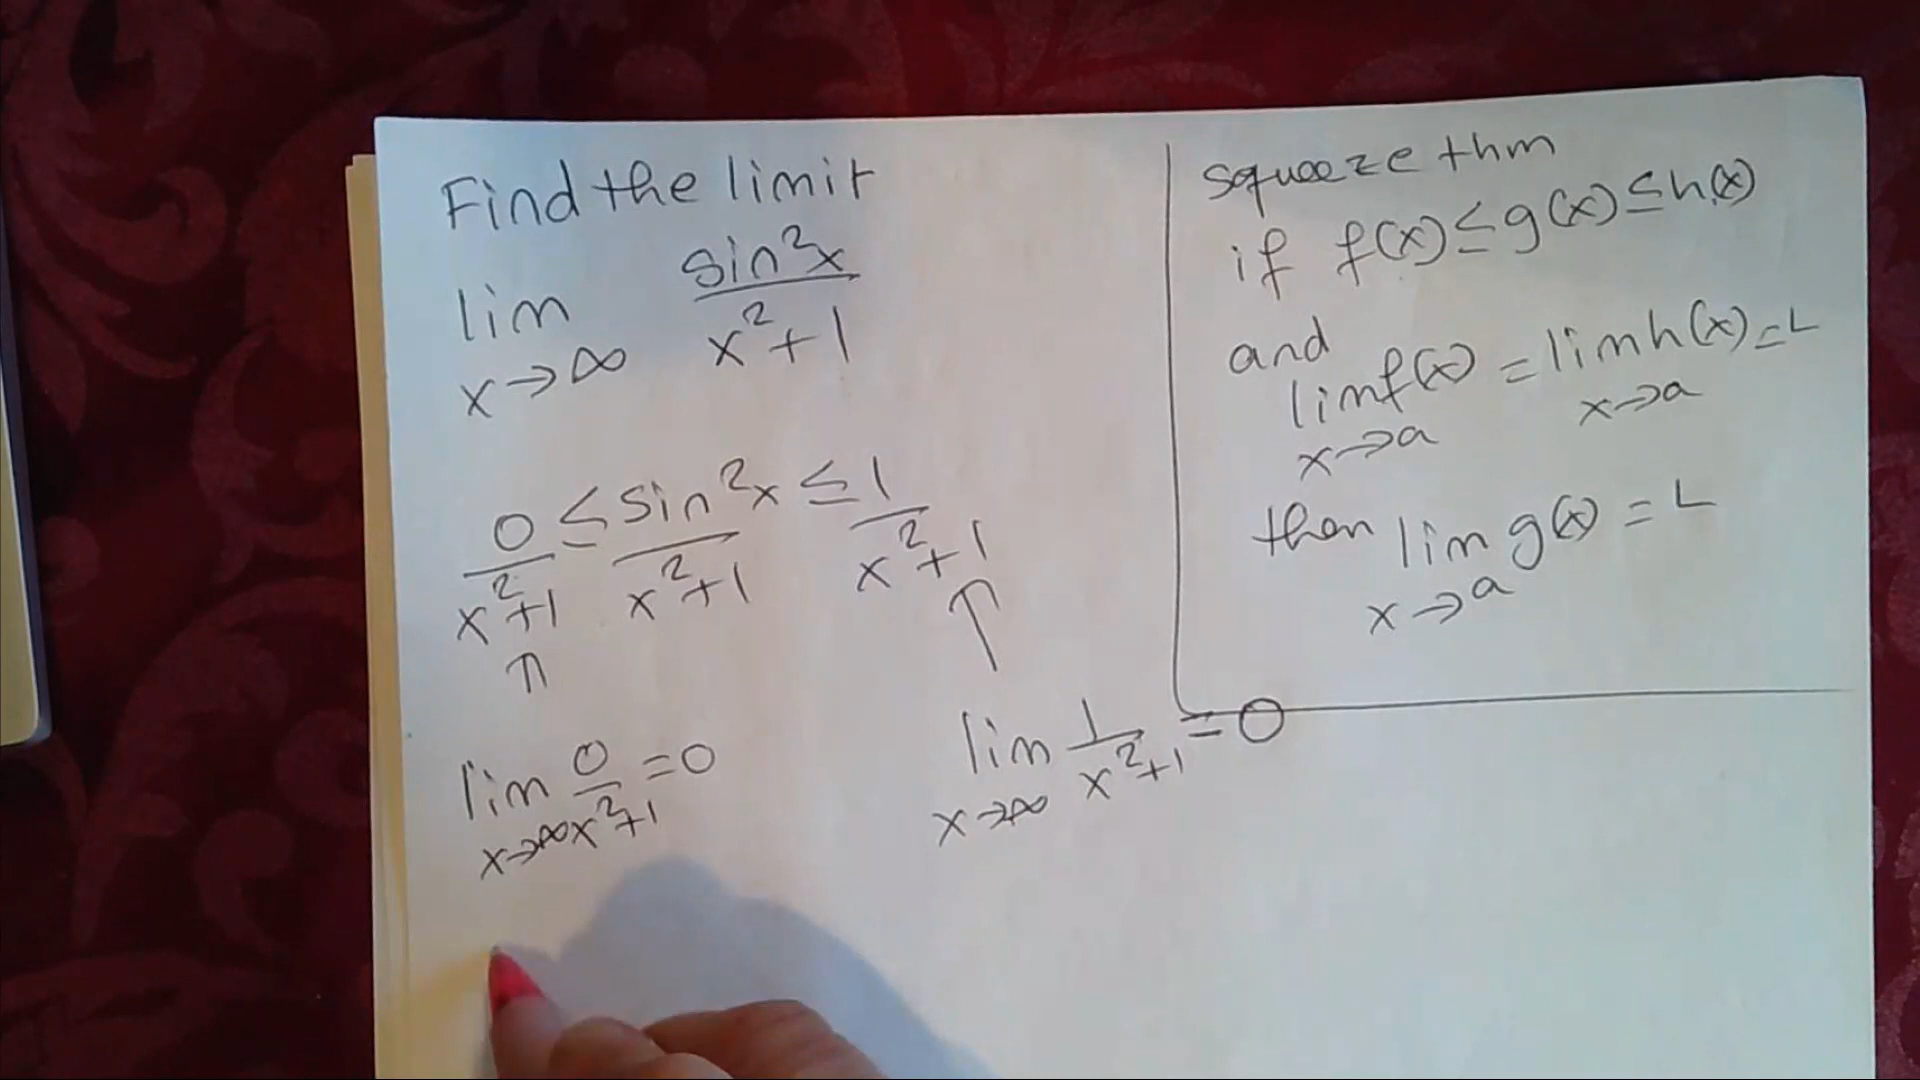 Find the limit
lim sin²x / x²+1
x→∞
0/x²+1 ≤ sin²x/x²+1 ≤ 1/x²+1
↑ ↑
lim 0/x²+1 = 0
x→∞
lim 1/x²+1 = 0
x→∞
squeeze thm
if f(x) ≤ g(x) ≤ h(x)
and
lim f(x) = lim h(x) = L
x→a x→a
then lim g(x) = L
x→a